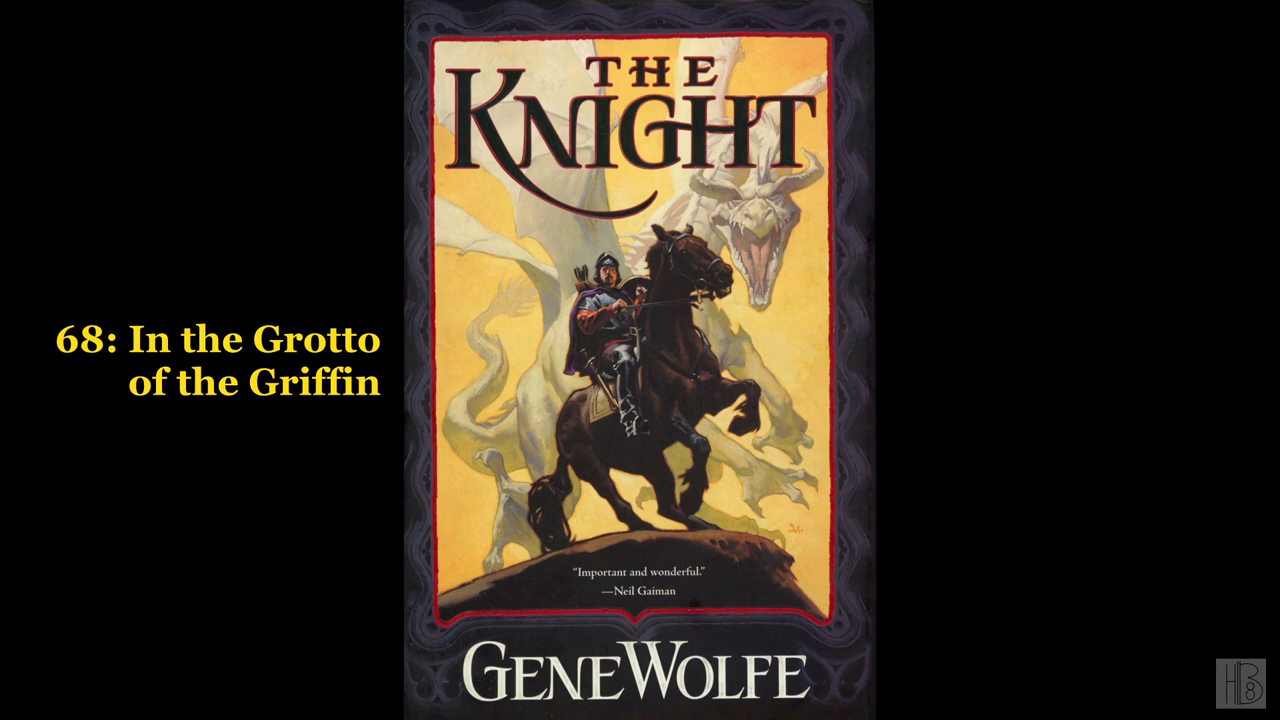 68: In the Grotto
of the Griffin
THE
KNIGHT
“Important and wonderful.”
—Neil Gaiman
GENE WOLFE